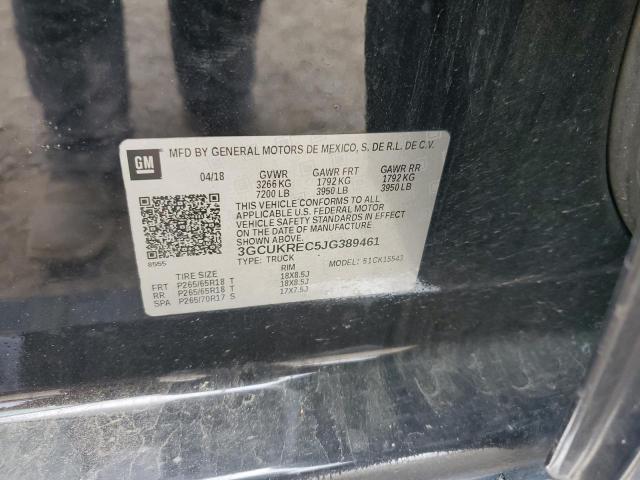 GM
MFD BY GENERAL MOTORS DE MEXICO, S. DE R.L. DE C.V.
04/18 GVWR GAWR FRT GAWR RR
3266 KG 1792 KG 1792 KG
7200 LB 3950 LB 3950 LB
THIS VEHICLE CONFORMS TO ALL
APPLICABLE U.S. FEDERAL MOTOR
VEHICLE SAFETY STANDARDS IN EFFECT
ON THE DATE OF MANUFACTURE SHOWN ABOVE.
3GCUKREC5JG389461
8555 TYPE: TRUCK MODEL: 51CK15543
TIRE SIZE RIM
FRT P265/65R18 T 18X8.5J
RR P265/65R18 T 18X8.5J
SPA P265/70R17 S 17X7.5J